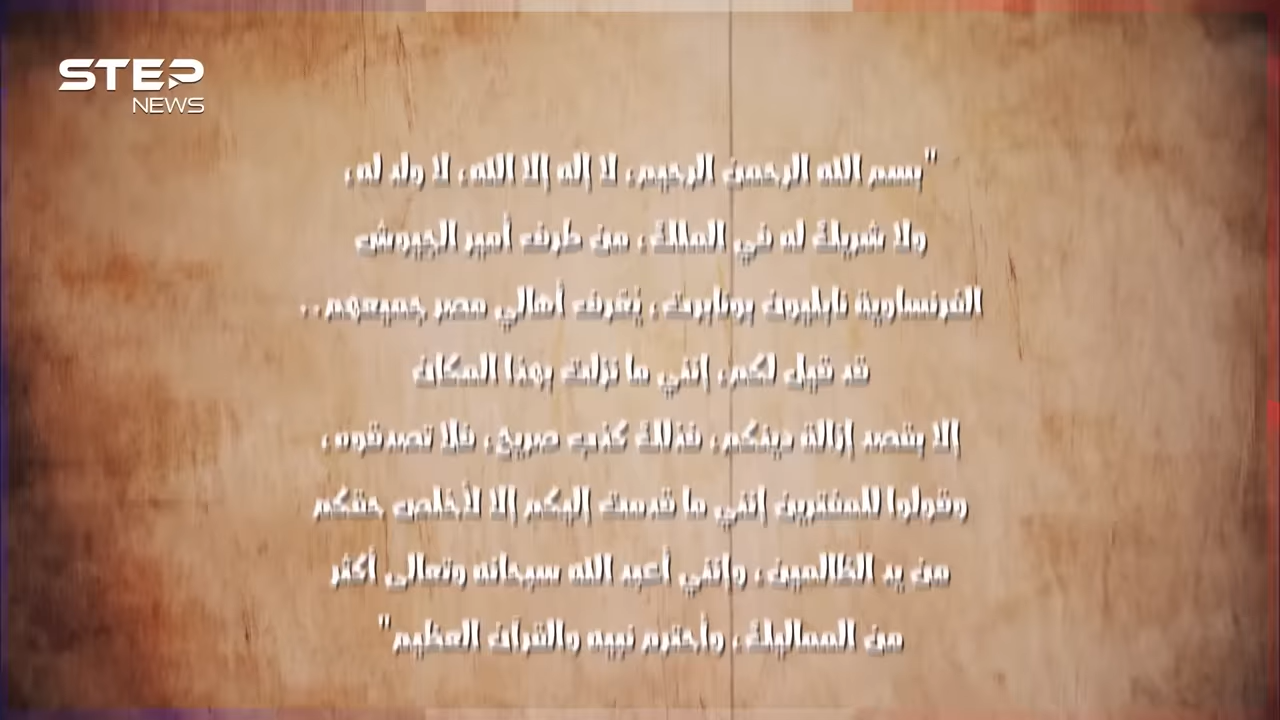 STEP
NEWS
"بسم الله الرحمن الرحيم، لا إله إلا الله، لا ولد له،
ولا شريك له في الملك، من طرف أمير الجيوش
الفرنساوية نابليون بونابرت، نعرف أهالي مصر جميعهم..
قد قيل لكم، إنني ما نزلت بهذا المكان
إلا بقصد إزالة دينكم، فذلك كذب صريح، فلا تصدقوه،
وقولوا للمفترين إنني ما قدمت إليكم إلا لأخلص حقكم
من يد الظالمين، وإنني أعبد الله سبحانه وتعالى أكثر
من المماليك، وأحترم نبيه والقرآن العظيم"